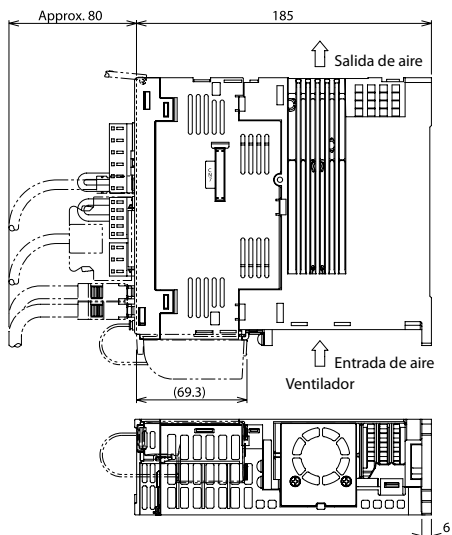 Approx. 80
185
Salida de aire
Entrada de aire
Ventilador
(69.3)
6